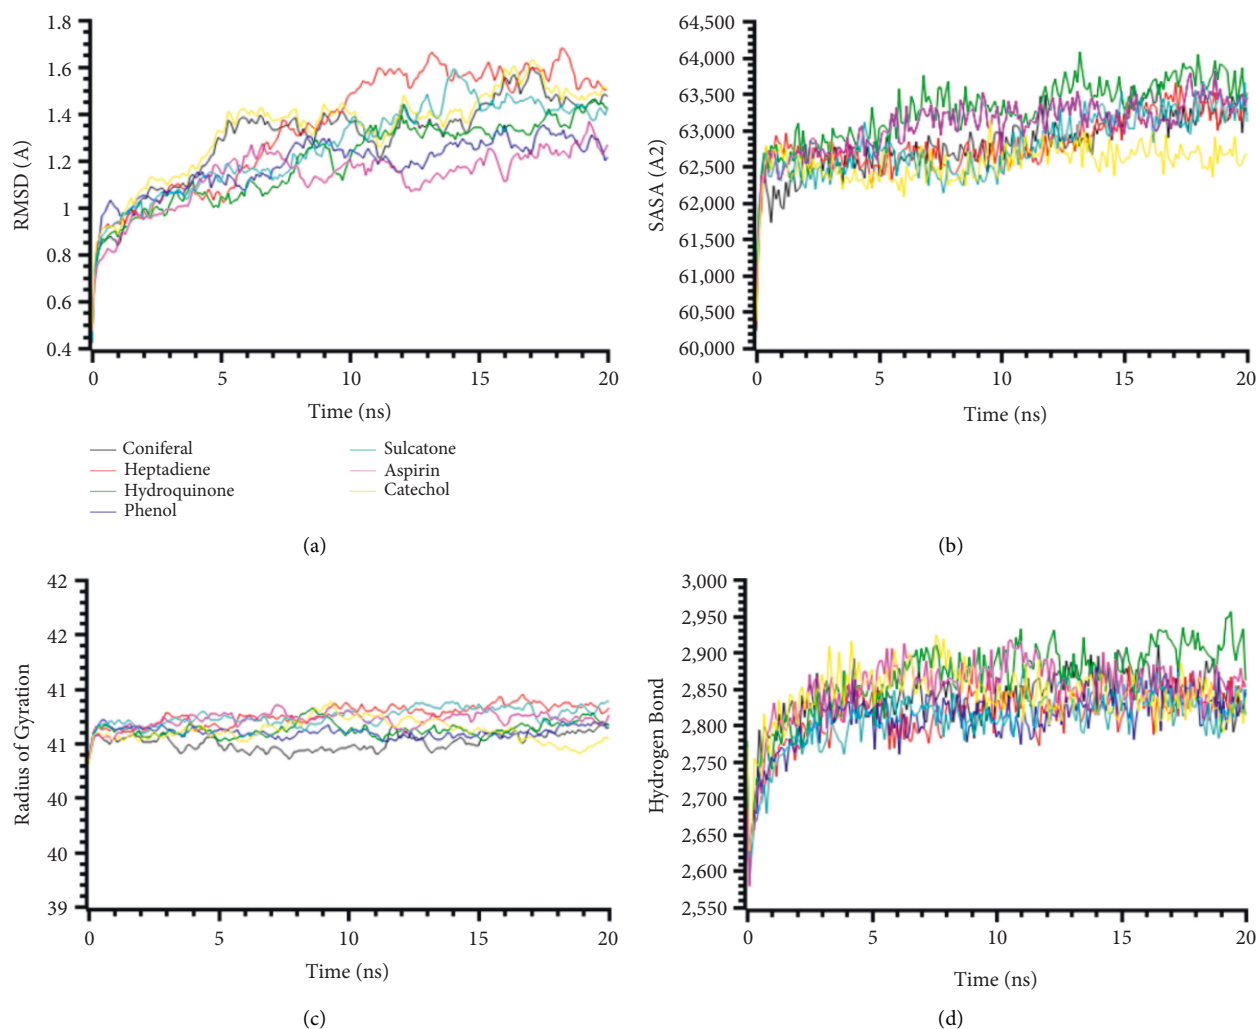 1.8
1.6
1.4
1.2
1
0.8
0.6
0.4
RMSD (A)
0 5 10 15 20
Time (ns)
Coniferal
Heptadiene
Hydroquinone
Phenol
Sulcatone
Aspirin
Catechol
(a)
64,500
64,000
63,500
63,000
62,500
62,000
61,500
61,000
60,500
60,000
SASA (A2)
0 5 10 15 20
Time (ns)
(b)
42
42
41
41
40
40
39
Radius of Gyration
0 5 10 15 20
Time (ns)
(c)
3,000
2,950
2,900
2,850
2,800
2,750
2,700
2,650
2,600
2,550
Hydrogen Bond
0 5 10 15 20
Time (ns)
(d)